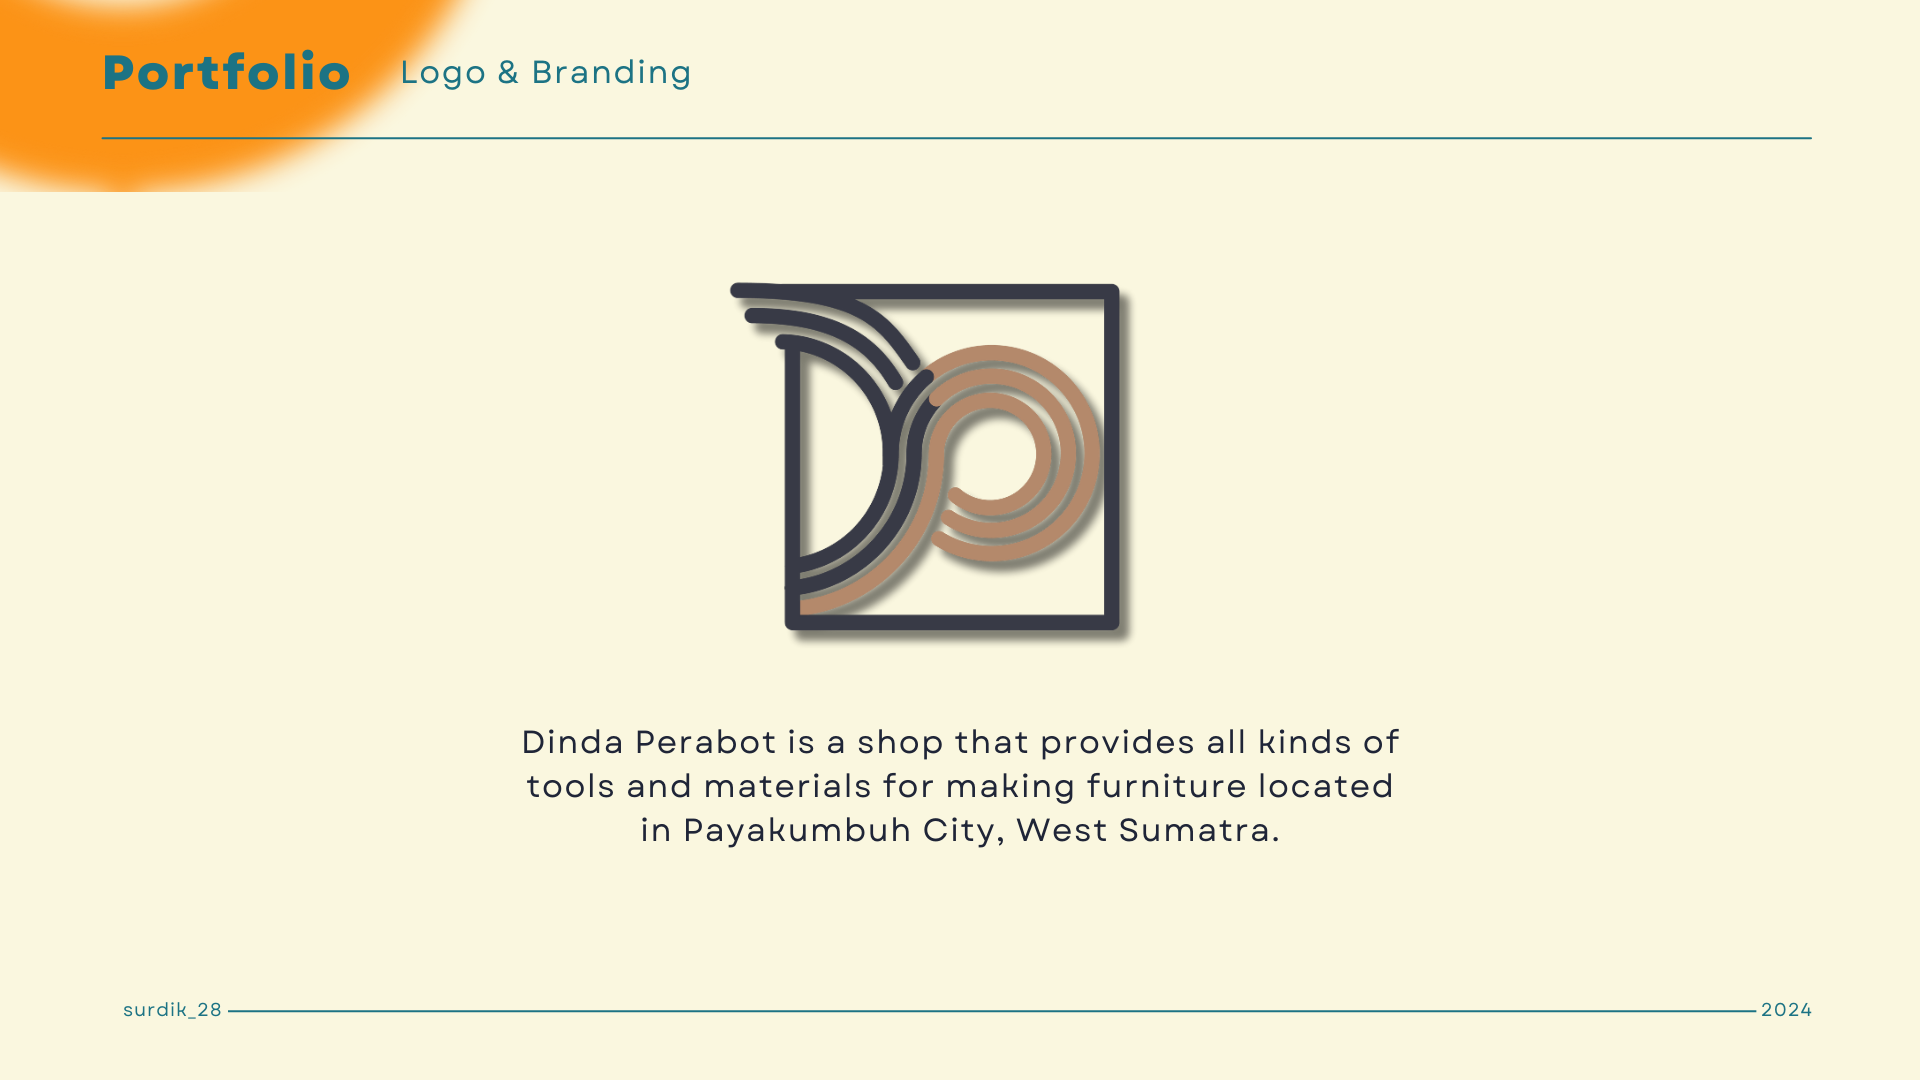 Portfolio Logo & Branding
Dinda Perabot is a shop that provides all kinds of
tools and materials for making furniture located
in Payakumbuh City, West Sumatra.
surdik_28 2024